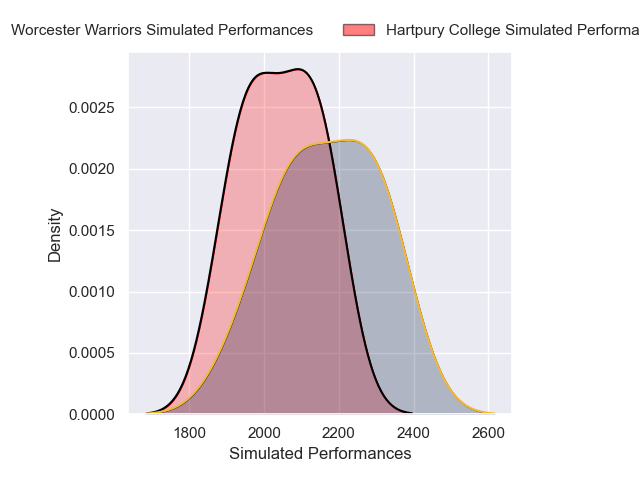 Worcester Warriors Simulated Performances
Hartpury College Simulated Performa
0.0025
0.0020
0.0015
0.0010
0.0005
0.0000
Density
1800
2000
2200
2400
2600
Simulated Performances